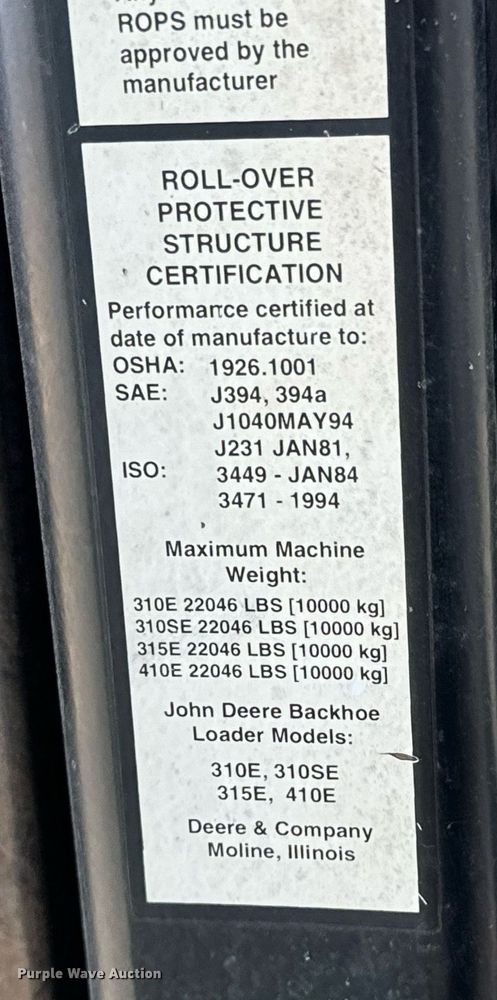 ROPS must be
approved by the
manufacturer
ROLL-OVER
PROTECTIVE
STRUCTURE
CERTIFICATION
Performance certified at
date of manufacture to:
OSHA: 1926.1001
SAE: J394, 394a
J1040MAY94
J231 JAN81,
ISO: 3449 - JAN84
3471 - 1994
Maximum Machine
Weight:
310E 22046 LBS [10000 kg]
310SE 22046 LBS [10000 kg]
315E 22046 LBS [10000 kg]
410E 22046 LBS [10000 kg]
John Deere Backhoe
Loader Models:
310E, 310SE
315E, 410E
Deere & Company
Moline, Illinois
Purple Wave Auction